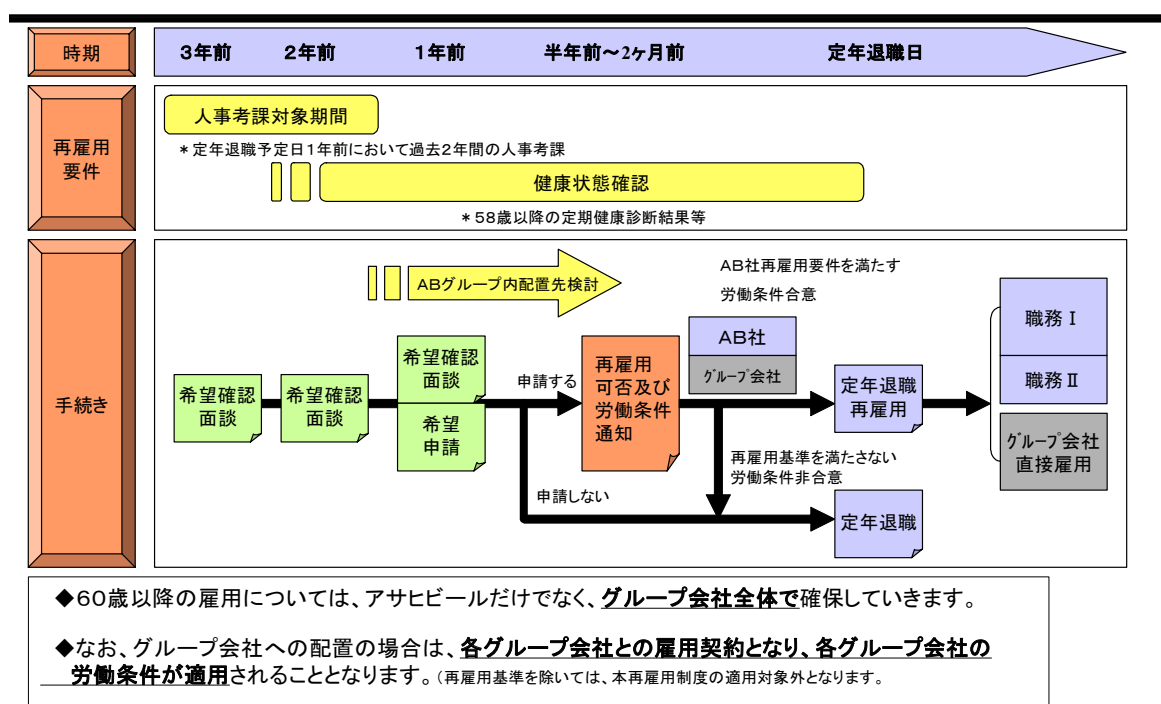 時期
3年前 2年前 1年前 半年前～2ヶ月前 定年退職日
再雇用
要件
人事考課対象期間
＊定年退職予定日1年前において過去2年間の人事考課
健康状態確認
＊58歳以降の定期健康診断結果等
手続き
ABグループ内配置先検討
AB社再雇用要件を満たす
労働条件合意
希望確認
面談
希望確認
面談
希望確認
面談
希望
申請
申請する
申請しない
再雇用
可否及び
労働条件
通知
AB社
ｸﾞﾙｰﾌﾟ会社
再雇用基準を満たさない
労働条件非合意
定年退職
再雇用
定年退職
職務Ⅰ
職務Ⅱ
ｸﾞﾙｰﾌﾟ会社
直接雇用
◆60歳以降の雇用については、アサヒビールだけでなく、グループ会社全体で確保していきます。
◆なお、グループ会社への配置の場合は、各グループ会社との雇用契約となり、各グループ会社の
労働条件が適用されることとなります。（再雇用基準を除いては、本再雇用制度の適用対象外となります。